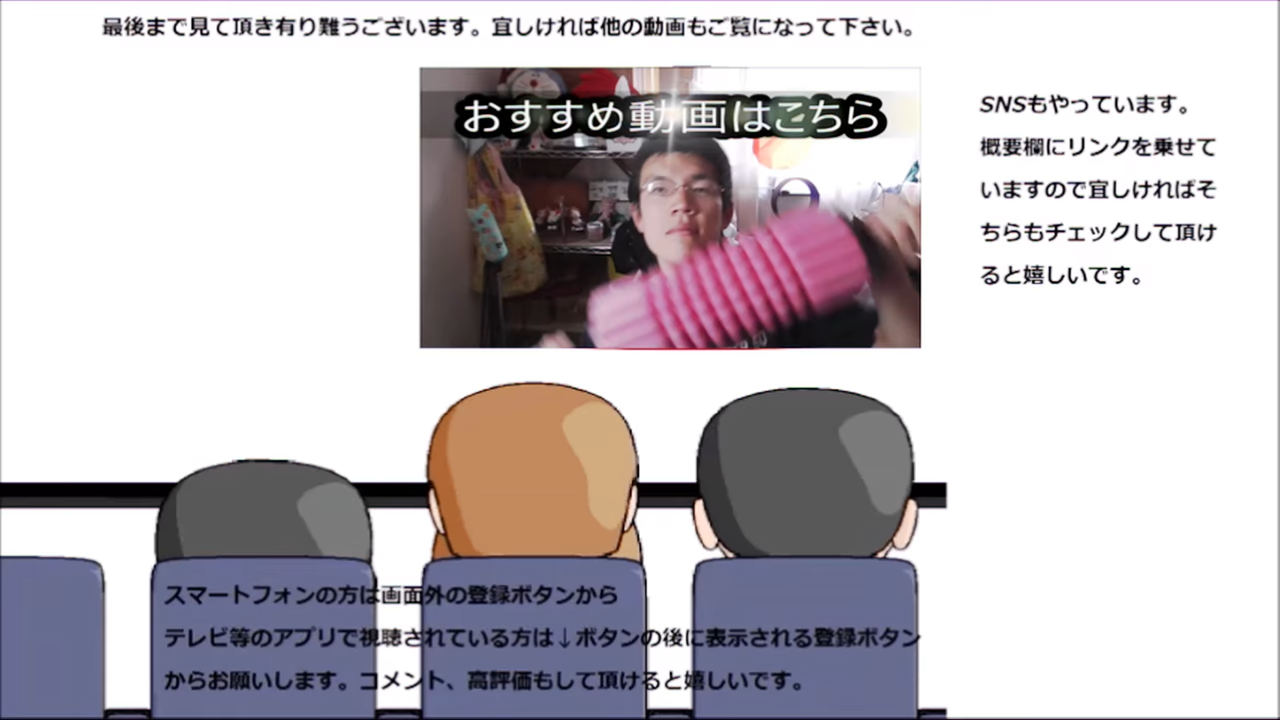 最後まで見て頂き有り難うございます。宜しければ他の動画もご覧になって下さい。
おすすめ動画はこちら
SNSもやっています。
概要欄にリンクを乗せて
いますので宜しければそ
ちらもチェックして頂け
ると嬉しいです。
スマートフォンの方は画面外の登録ボタンから
テレビ等のアプリで視聴されている方は↓ボタンの後に表示される登録ボタン
からお願いします。コメント、高評価もして頂けると嬉しいです。